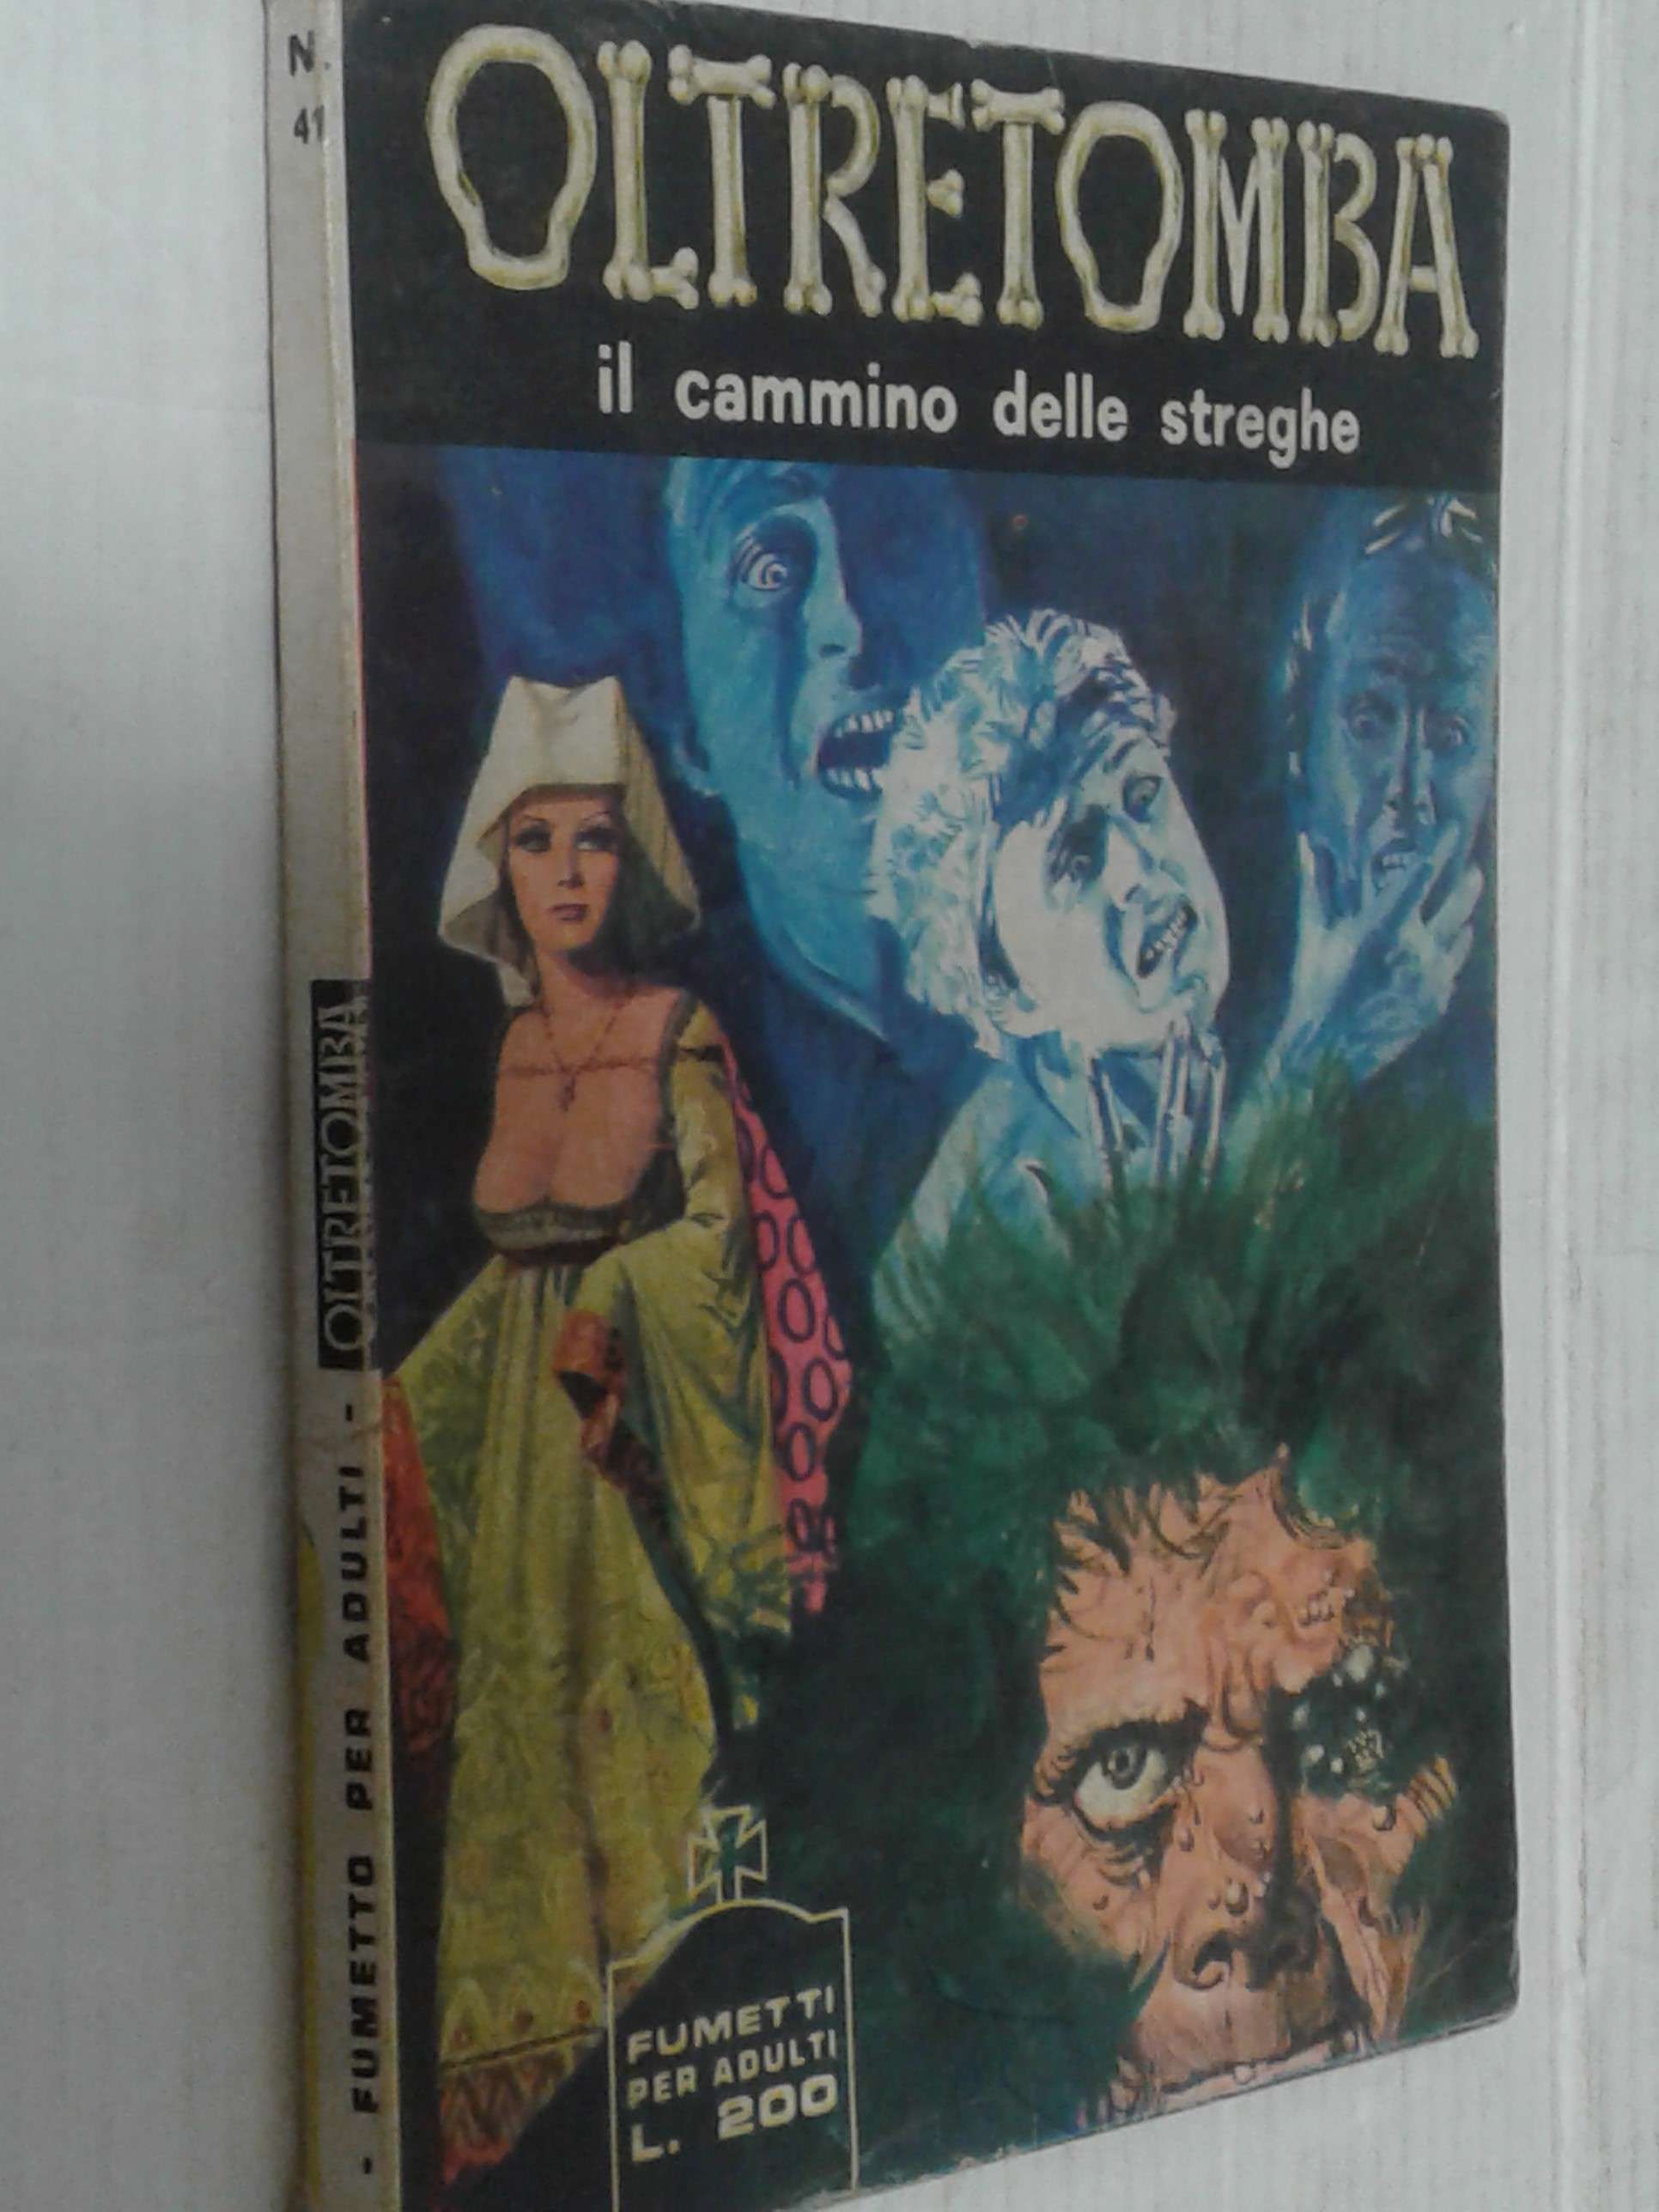 N.
41
OLTRETOMBA
il cammino delle streghe
- FUMETTO PER ADULTI - OLTRETOMBA
FUMETTI
PER ADULTI
L. 200